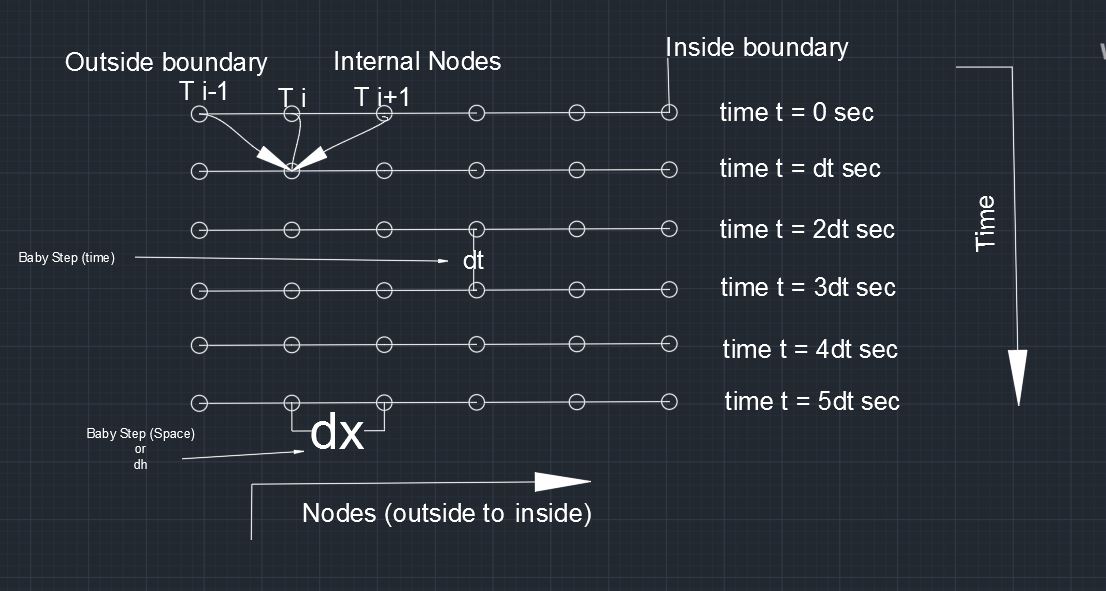 Outside boundary
Internal Nodes
Inside boundary
T i-1
T i
T i+1
time t = 0 sec
time t = dt sec
time t = 2dt sec
Time
Baby Step (time)
dt
time t = 3dt sec
time t = 4dt sec
time t = 5dt sec
Baby Step (Space)
or
dh
dx
Nodes (outside to inside)